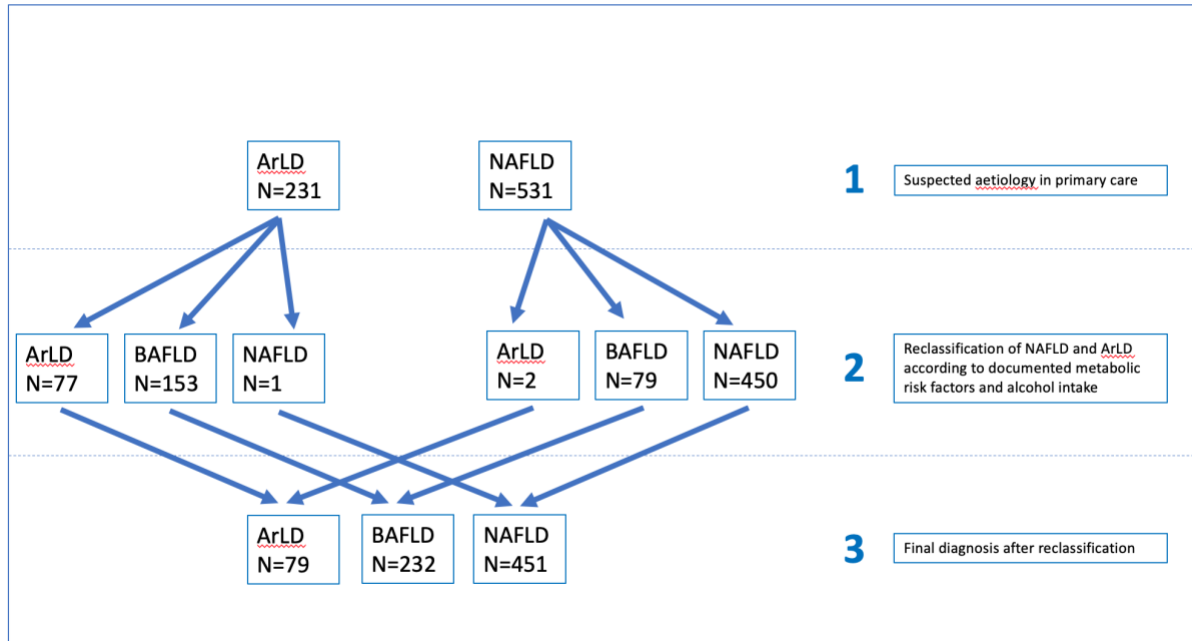 ArLD
N=231
NAFLD
N=531
1
Suspected aetiology in primary care
ArLD
N=77
BAFLD
N=153
NAFLD
N=1
ArLD
N=2
BAFLD
N=79
NAFLD
N=450
2
Reclassification of NAFLD and ArLD
according to documented metabolic
risk factors and alcohol intake
ArLD
N=79
BAFLD
N=232
NAFLD
N=451
3
Final diagnosis after reclassification